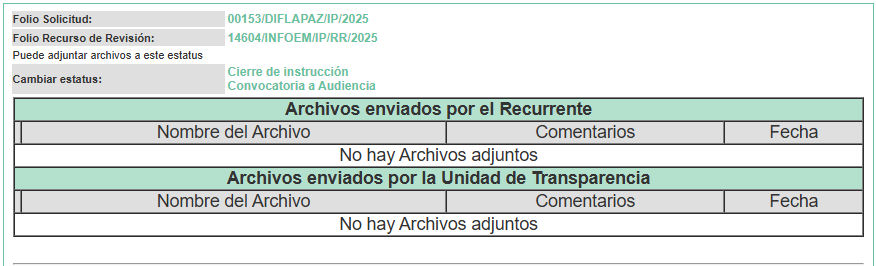 Folio Solicitud: 00153/DIFLAPAZ/IP/2025
Folio Recurso de Revisión: 14604/INFOEM/IP/RR/2025
Puede adjuntar archivos a este estatus
Cambiar estatus: Cierre de instrucción
Convocatoria a Audiencia
Archivos enviados por el Recurrente
Nombre del Archivo Comentarios Fecha
No hay Archivos adjuntos
Archivos enviados por la Unidad de Transparencia
Nombre del Archivo Comentarios Fecha
No hay Archivos adjuntos